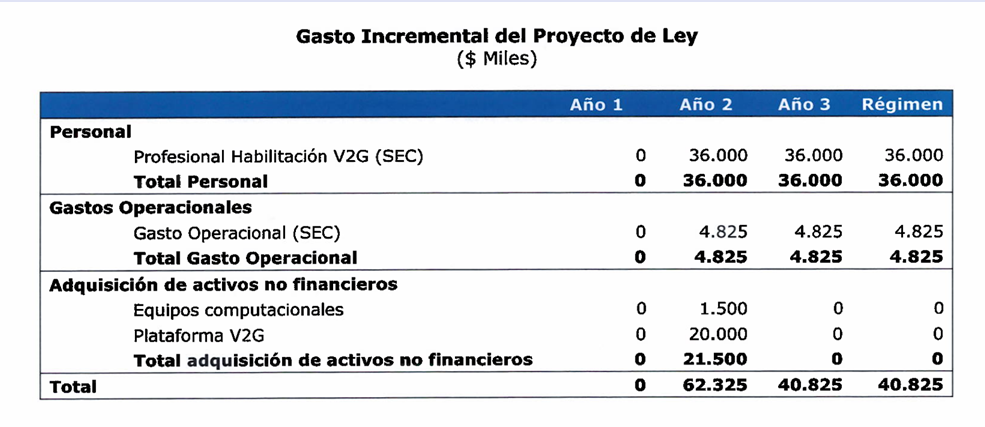 Gasto Incremental del Proyecto de Ley
($ Miles)
Año 1 Año 2 Año 3 Régimen
Personal
Profesional Habilitación V2G (SEC) 0 36.000 36.000 36.000
Total Personal 0 36.000 36.000 36.000
Gastos Operacionales
Gasto Operacional (SEC) 0 4.825 4.825 4.825
Total Gasto Operacional 0 4.825 4.825 4.825
Adquisición de activos no financieros
Equipos computacionales 0 1.500 0 0
Plataforma V2G 0 20.000 0 0
Total adquisición de activos no financieros 0 21.500 0 0
Total 0 62.325 40.825 40.825